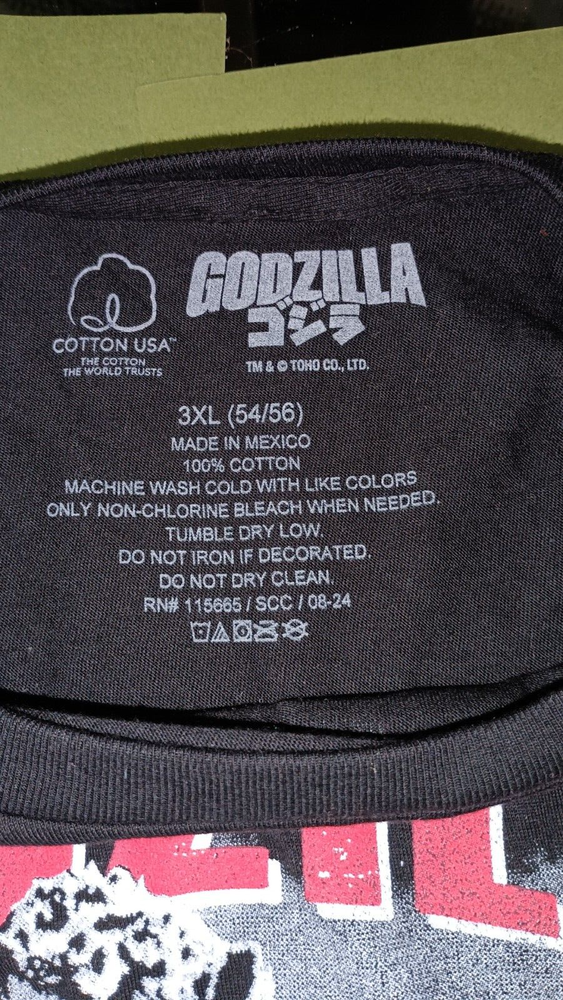 GODZILLA
ゴジラ
TM & © TOHO CO., LTD.
COTTON USA™
THE COTTON
THE WORLD TRUSTS
3XL (54/56)
MADE IN MEXICO
100% COTTON
MACHINE WASH COLD WITH LIKE COLORS
ONLY NON-CHLORINE BLEACH WHEN NEEDED.
TUMBLE DRY LOW.
DO NOT IRON IF DECORATED.
DO NOT DRY CLEAN.
RN# 115665 / SCC / 08-24